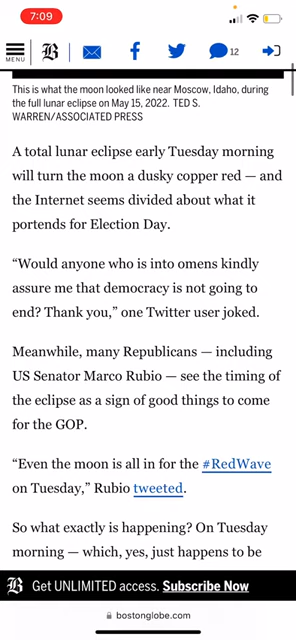 7:09
MENU
B
12
This is what the moon looked like near Moscow, Idaho, during
the full lunar eclipse on May 15, 2022. TED S.
WARREN/ASSOCIATED PRESS
A total lunar eclipse early Tuesday morning
will turn the moon a dusky copper red — and
the Internet seems divided about what it
portends for Election Day.
“Would anyone who is into omens kindly
assure me that democracy is not going to
end? Thank you,” one Twitter user joked.
Meanwhile, many Republicans — including
US Senator Marco Rubio — see the timing of
the eclipse as a sign of good things to come
for the GOP.
“Even the moon is all in for the #RedWave
on Tuesday,” Rubio tweeted.
So what exactly is happening? On Tuesday
morning — which, yes, just happens to be
B Get UNLIMITED access. Subscribe Now
bostonglobe.com